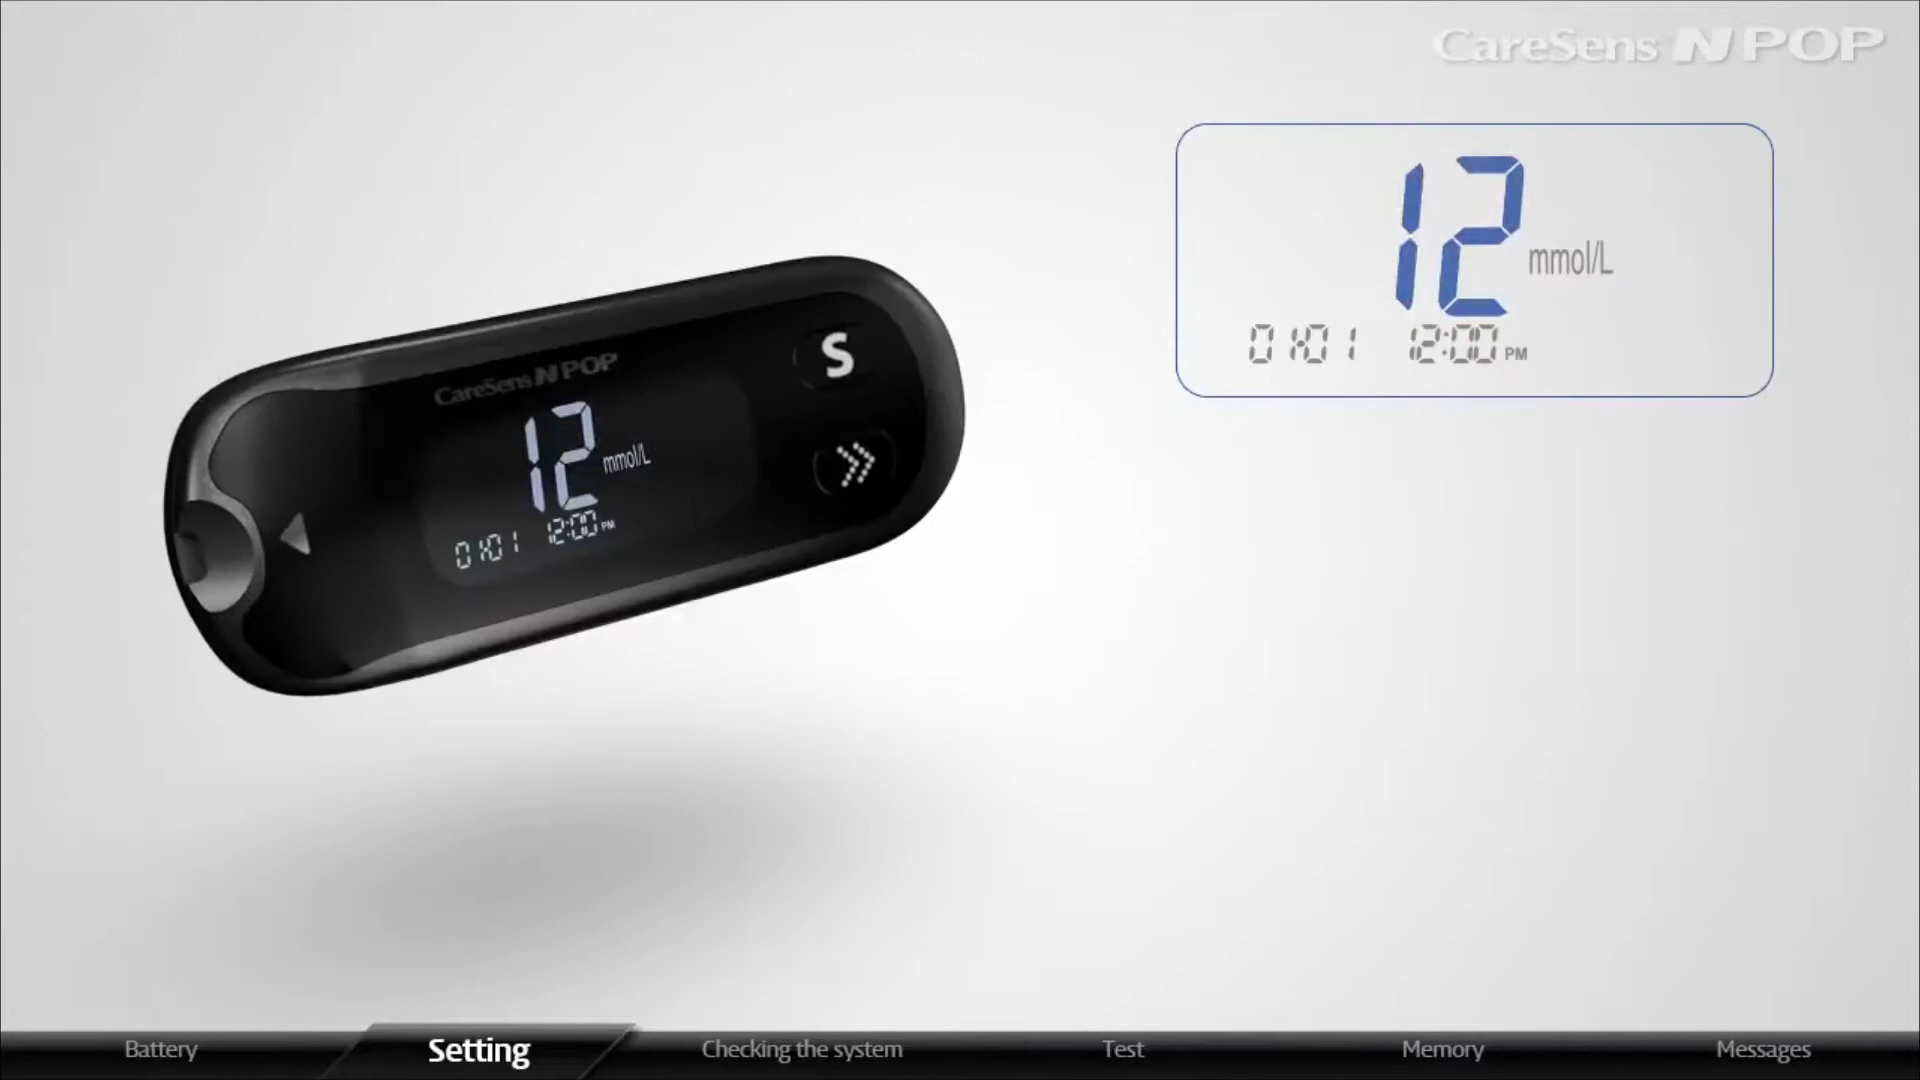 CareSens N POP
12 mmol/L
01-01 12:00 PM
CareSens N POP
S
12 mmol/L
01-01 12:00 PM
Battery Setting Checking the system Test Memory Messages